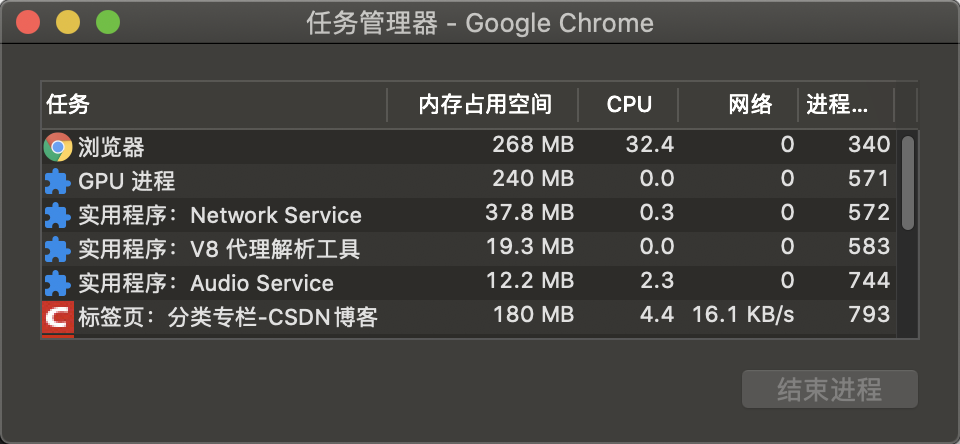 任务管理器 - Google Chrome
任务 内存占用空间 CPU 网络 进程...
浏览器 268 MB 32.4 0 340
GPU 进程 240 MB 0.0 0 571
实用程序：Network Service 37.8 MB 0.3 0 572
实用程序：V8 代理解析工具 19.3 MB 0.0 0 583
实用程序：Audio Service 12.2 MB 2.3 0 744
标签页：分类专栏-CSDN博客 180 MB 4.4 16.1 KB/s 793
结束进程